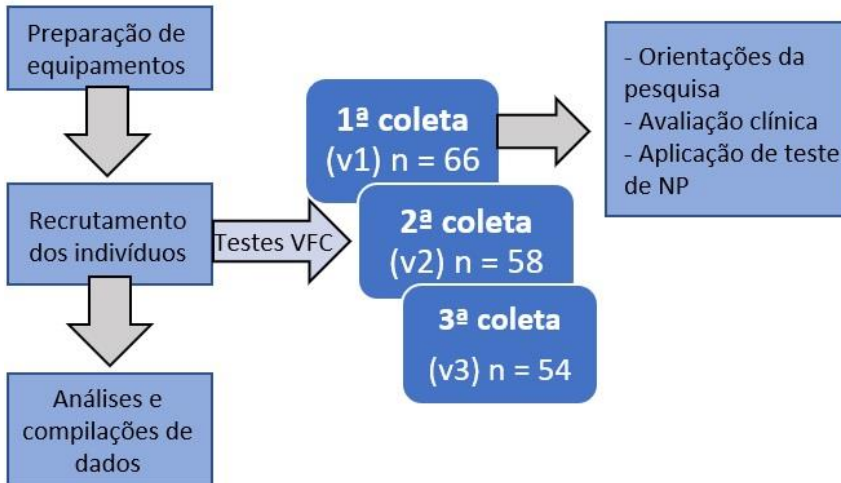 Preparação de
equipamentos
Recrutamento
dos indivíduos
Análises e
compilações de
dados
Testes VFC
1ª coleta
(v1) n = 66
2ª coleta
(v2) n = 58
3ª coleta
(v3) n = 54
- Orientações da
pesquisa
- Avaliação clínica
- Aplicação de teste
de NP